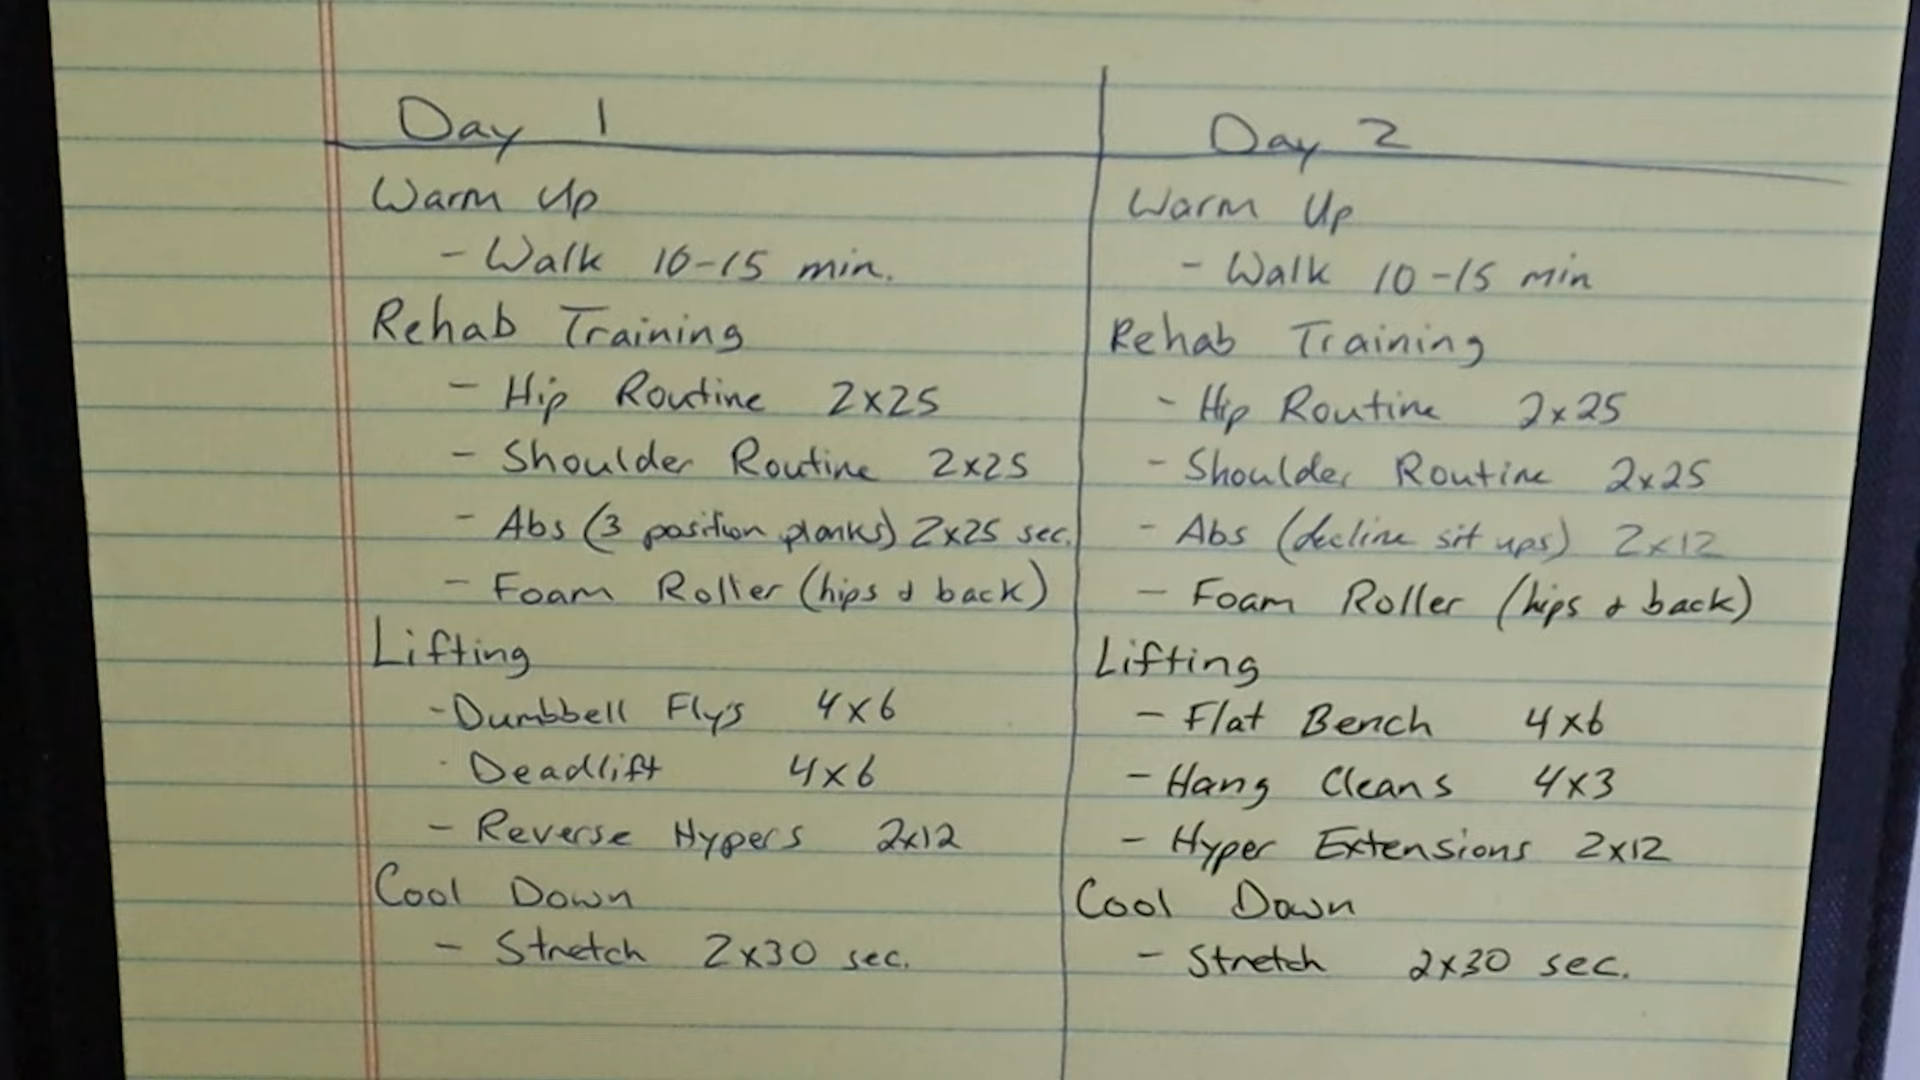 Day 1
Warm Up
- Walk 10-15 min.
Rehab Training
- Hip Routine 2x25
- Shoulder Routine 2x25
- Abs (3 position planks) 2x25 sec.
- Foam Roller (hips & back)
Lifting
- Dumbbell Fly's 4x6
- Deadlift 4x6
- Reverse Hypers 2x12
Cool Down
- Stretch 2x30 sec.
Day 2
Warm Up
- Walk 10-15 min
Rehab Training
- Hip Routine 2x25
- Shoulder Routine 2x25
- Abs (decline sit ups) 2x12
- Foam Roller (hips & back)
Lifting
- Flat Bench 4x6
- Hang Cleans 4x3
- Hyper Extensions 2x12
Cool Down
- Stretch 2x30 sec.